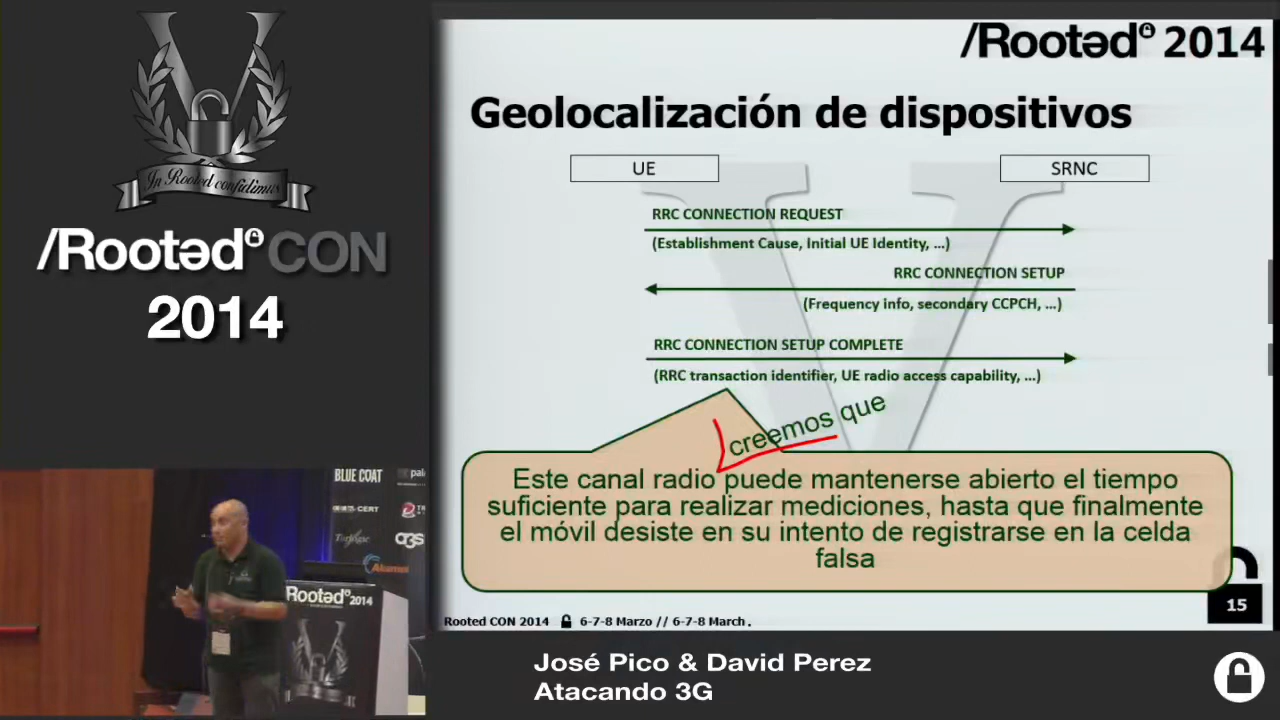 In Rooted confidimus
/Rootəd CON
2014
/Rootəd 2014
Geolocalización de dispositivos
UE
SRNC
RRC CONNECTION REQUEST
(Establishment Cause, Initial UE Identity, ...)
RRC CONNECTION SETUP
(Frequency info, secondary CCPCH, ...)
RRC CONNECTION SETUP COMPLETE
(RRC transaction identifier, UE radio access capability, ...)
creemos que
Este canal radio puede mantenerse abierto el tiempo
suficiente para realizar mediciones, hasta que finalmente
el móvil desiste en su intento de registrarse en la celda
falsa
15
Rooted CON 2014 6-7-8 Marzo // 6-7-8 March.
BLUE COAT
CERT
Rootəd 2014
José Pico & David Perez
Atacando 3G